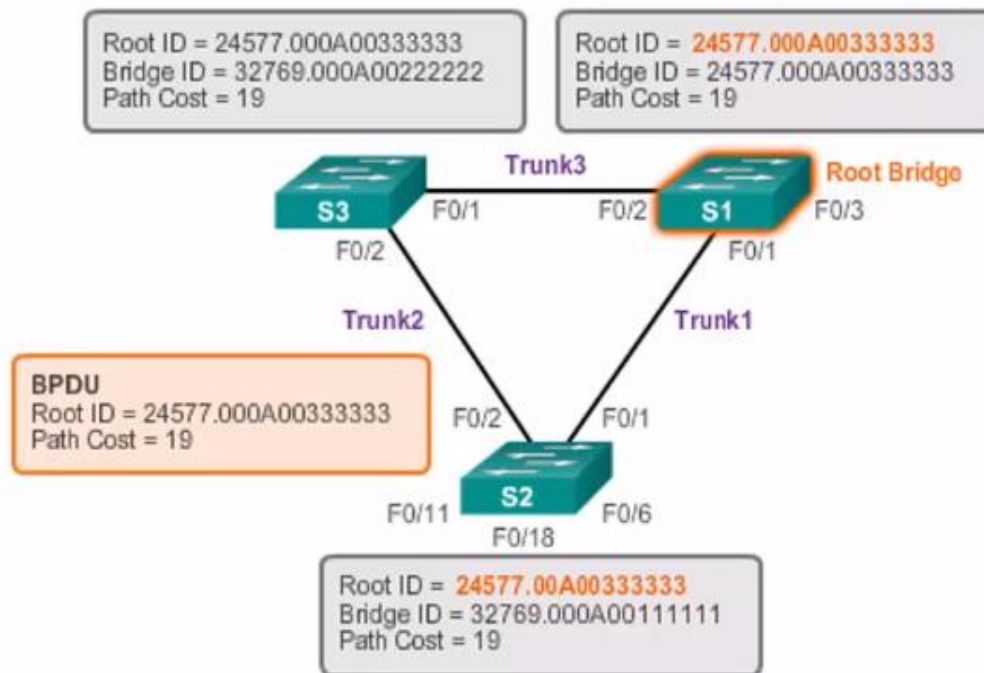 Root ID = 24577.000A00333333
Bridge ID = 32769.000A00222222
Path Cost = 19
Root ID = 24577.000A00333333
Bridge ID = 24577.000A00333333
Path Cost = 19
Trunk3
Root Bridge
S3
F0/1
F0/2
S1
F0/3
F0/2
F0/1
Trunk2
Trunk1
BPDU
Root ID = 24577.000A00333333
Path Cost = 19
F0/2
F0/1
S2
F0/11
F0/6
F0/18
Root ID = 24577.00A00333333
Bridge ID = 32769.000A00111111
Path Cost = 19